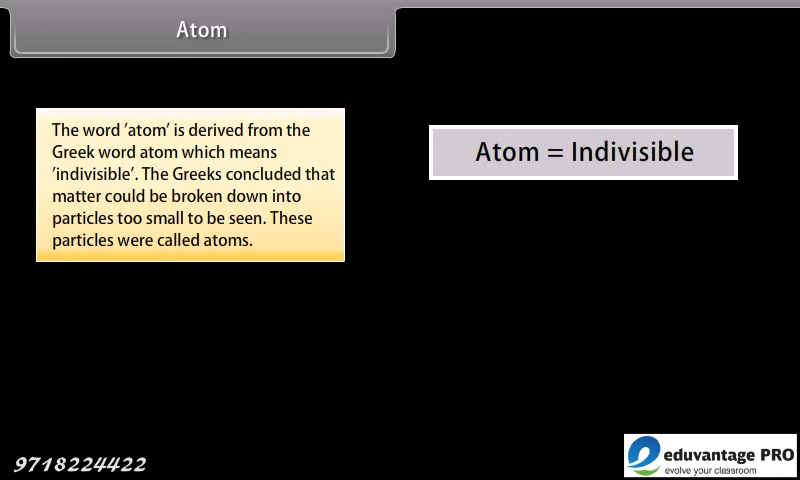 Atom
The word 'atom' is derived from the
Greek word atom which means
'indivisible'. The Greeks concluded that
matter could be broken down into
particles too small to be seen. These
particles were called atoms.
Atom = Indivisible
9718224422
eduvantage PRO
evolve your classroom